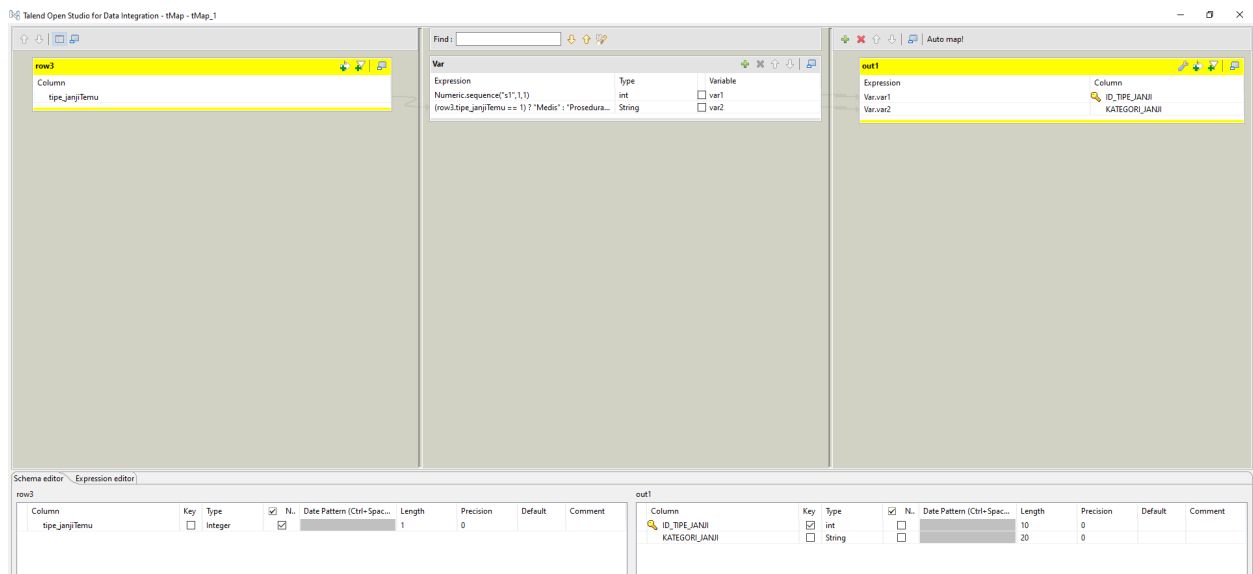 Talend Open Studio for Data Integration - tMap - tMap_1
Find :
Auto map!
row3
Column
tipe_janjiTemu
Var
Expression Type Variable
Numeric.sequence("s1",1,1) int var1
(row3.tipe_janjiTemu == 1) ? "Medis" : "Prosedura... String var2
out1
Expression Column
Var.var1 ID_TIPE_JANJI
Var.var2 KATEGORI_JANJI
Schema editor Expression editor
row3
Column Key Type N.. Date Pattern (Ctrl+Spac... Length Precision Default Comment
tipe_janjiTemu Integer 1 0
out1
Column Key Type N.. Date Pattern (Ctrl+Spac... Length Precision Default Comment
ID_TIPE_JANJI int 10 0
KATEGORI_JANJI String 20 0